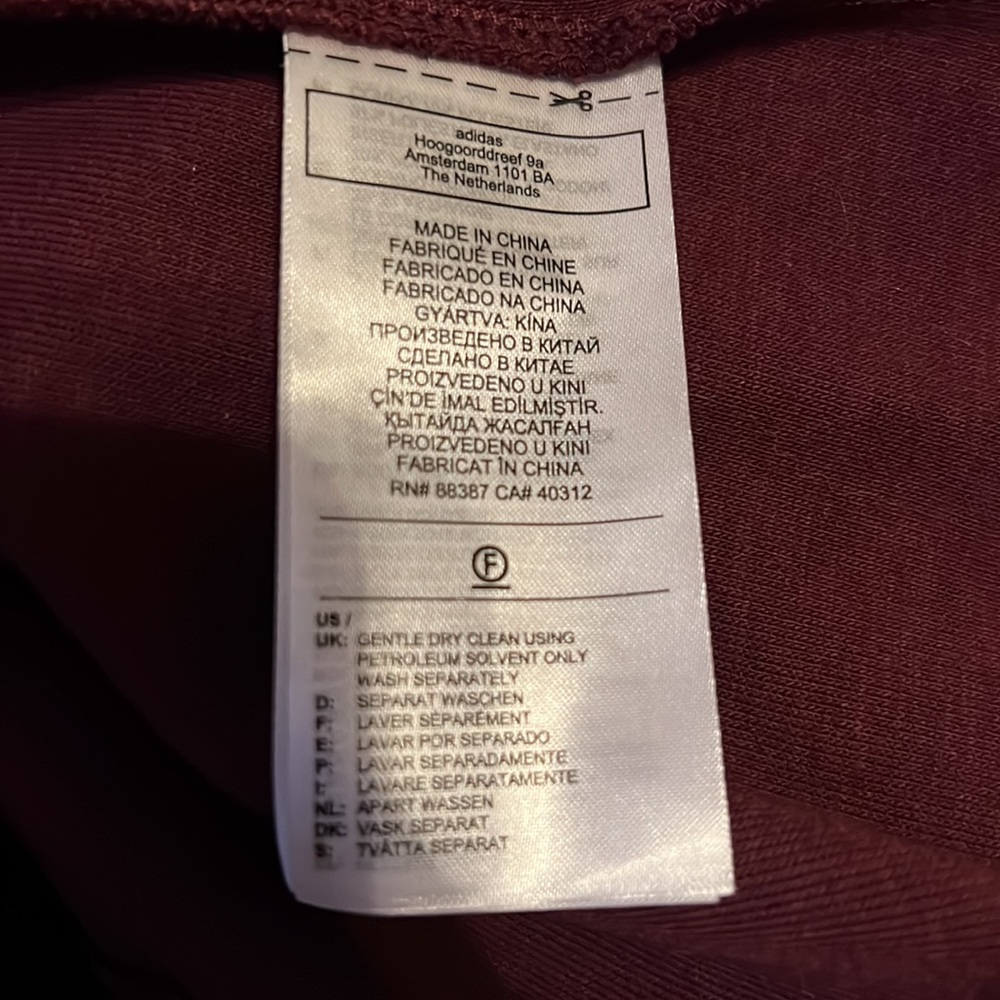 adidas
Hoogoorddreef 9a
Amsterdam 1101 BA
The Netherlands
MADE IN CHINA
FABRIQUÉ EN CHINE
FABRICADO EN CHINA
FABRICADO NA CHINA
GYÁRTVA: KÍNA
ПРОИЗВЕДЕНО В КИТАЙ
СДЕЛАНО В КИТАЕ
PROIZVEDENO U KINI
ÇİN'DE İMAL EDİLMİŞTİR.
ҚЫТАЙДА ЖАСАЛҒАН
PROIZVEDENO U KINI
FABRICAT ÎN CHINA
RN# 88387 CA# 40312
F
US /
UK: GENTLE DRY CLEAN USING
PETROLEUM SOLVENT ONLY
WASH SEPARATELY
D: SEPARAT WASCHEN
F: LAVER SÉPARÉMENT
E: LAVAR POR SEPARADO
P: LAVAR SEPARADAMENTE
I: LAVARE SEPARATAMENTE
NL: APART WASSEN
DK: VASK SEPARAT
S: TVÄTTA SEPARAT